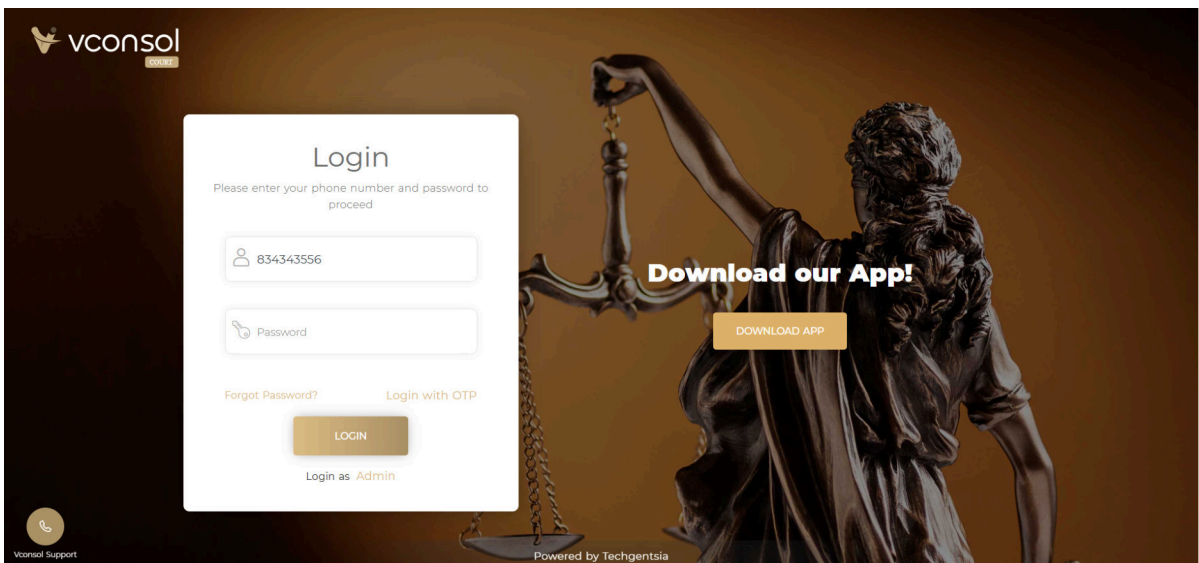 vconsol
COURT
Login
Please enter your phone number and password to
proceed
834343556
Password
Forgot Password? Login with OTP
LOGIN
Login as Admin
Download our App!
DOWNLOAD APP
Vconsol Support
Powered by Techgentsia